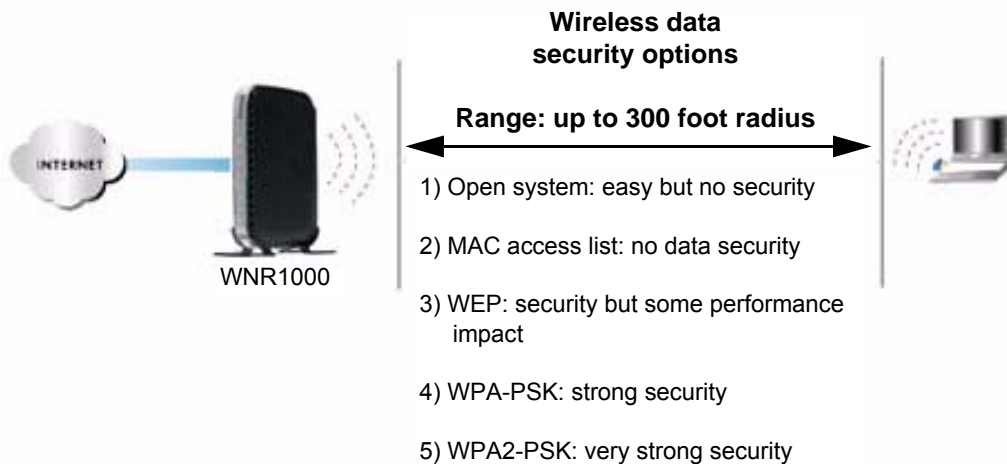 Wireless data
security options
Range: up to 300 foot radius
INTERNET
WNR1000
1) Open system: easy but no security
2) MAC access list: no data security
3) WEP: security but some performance
impact
4) WPA-PSK: strong security
5) WPA2-PSK: very strong security